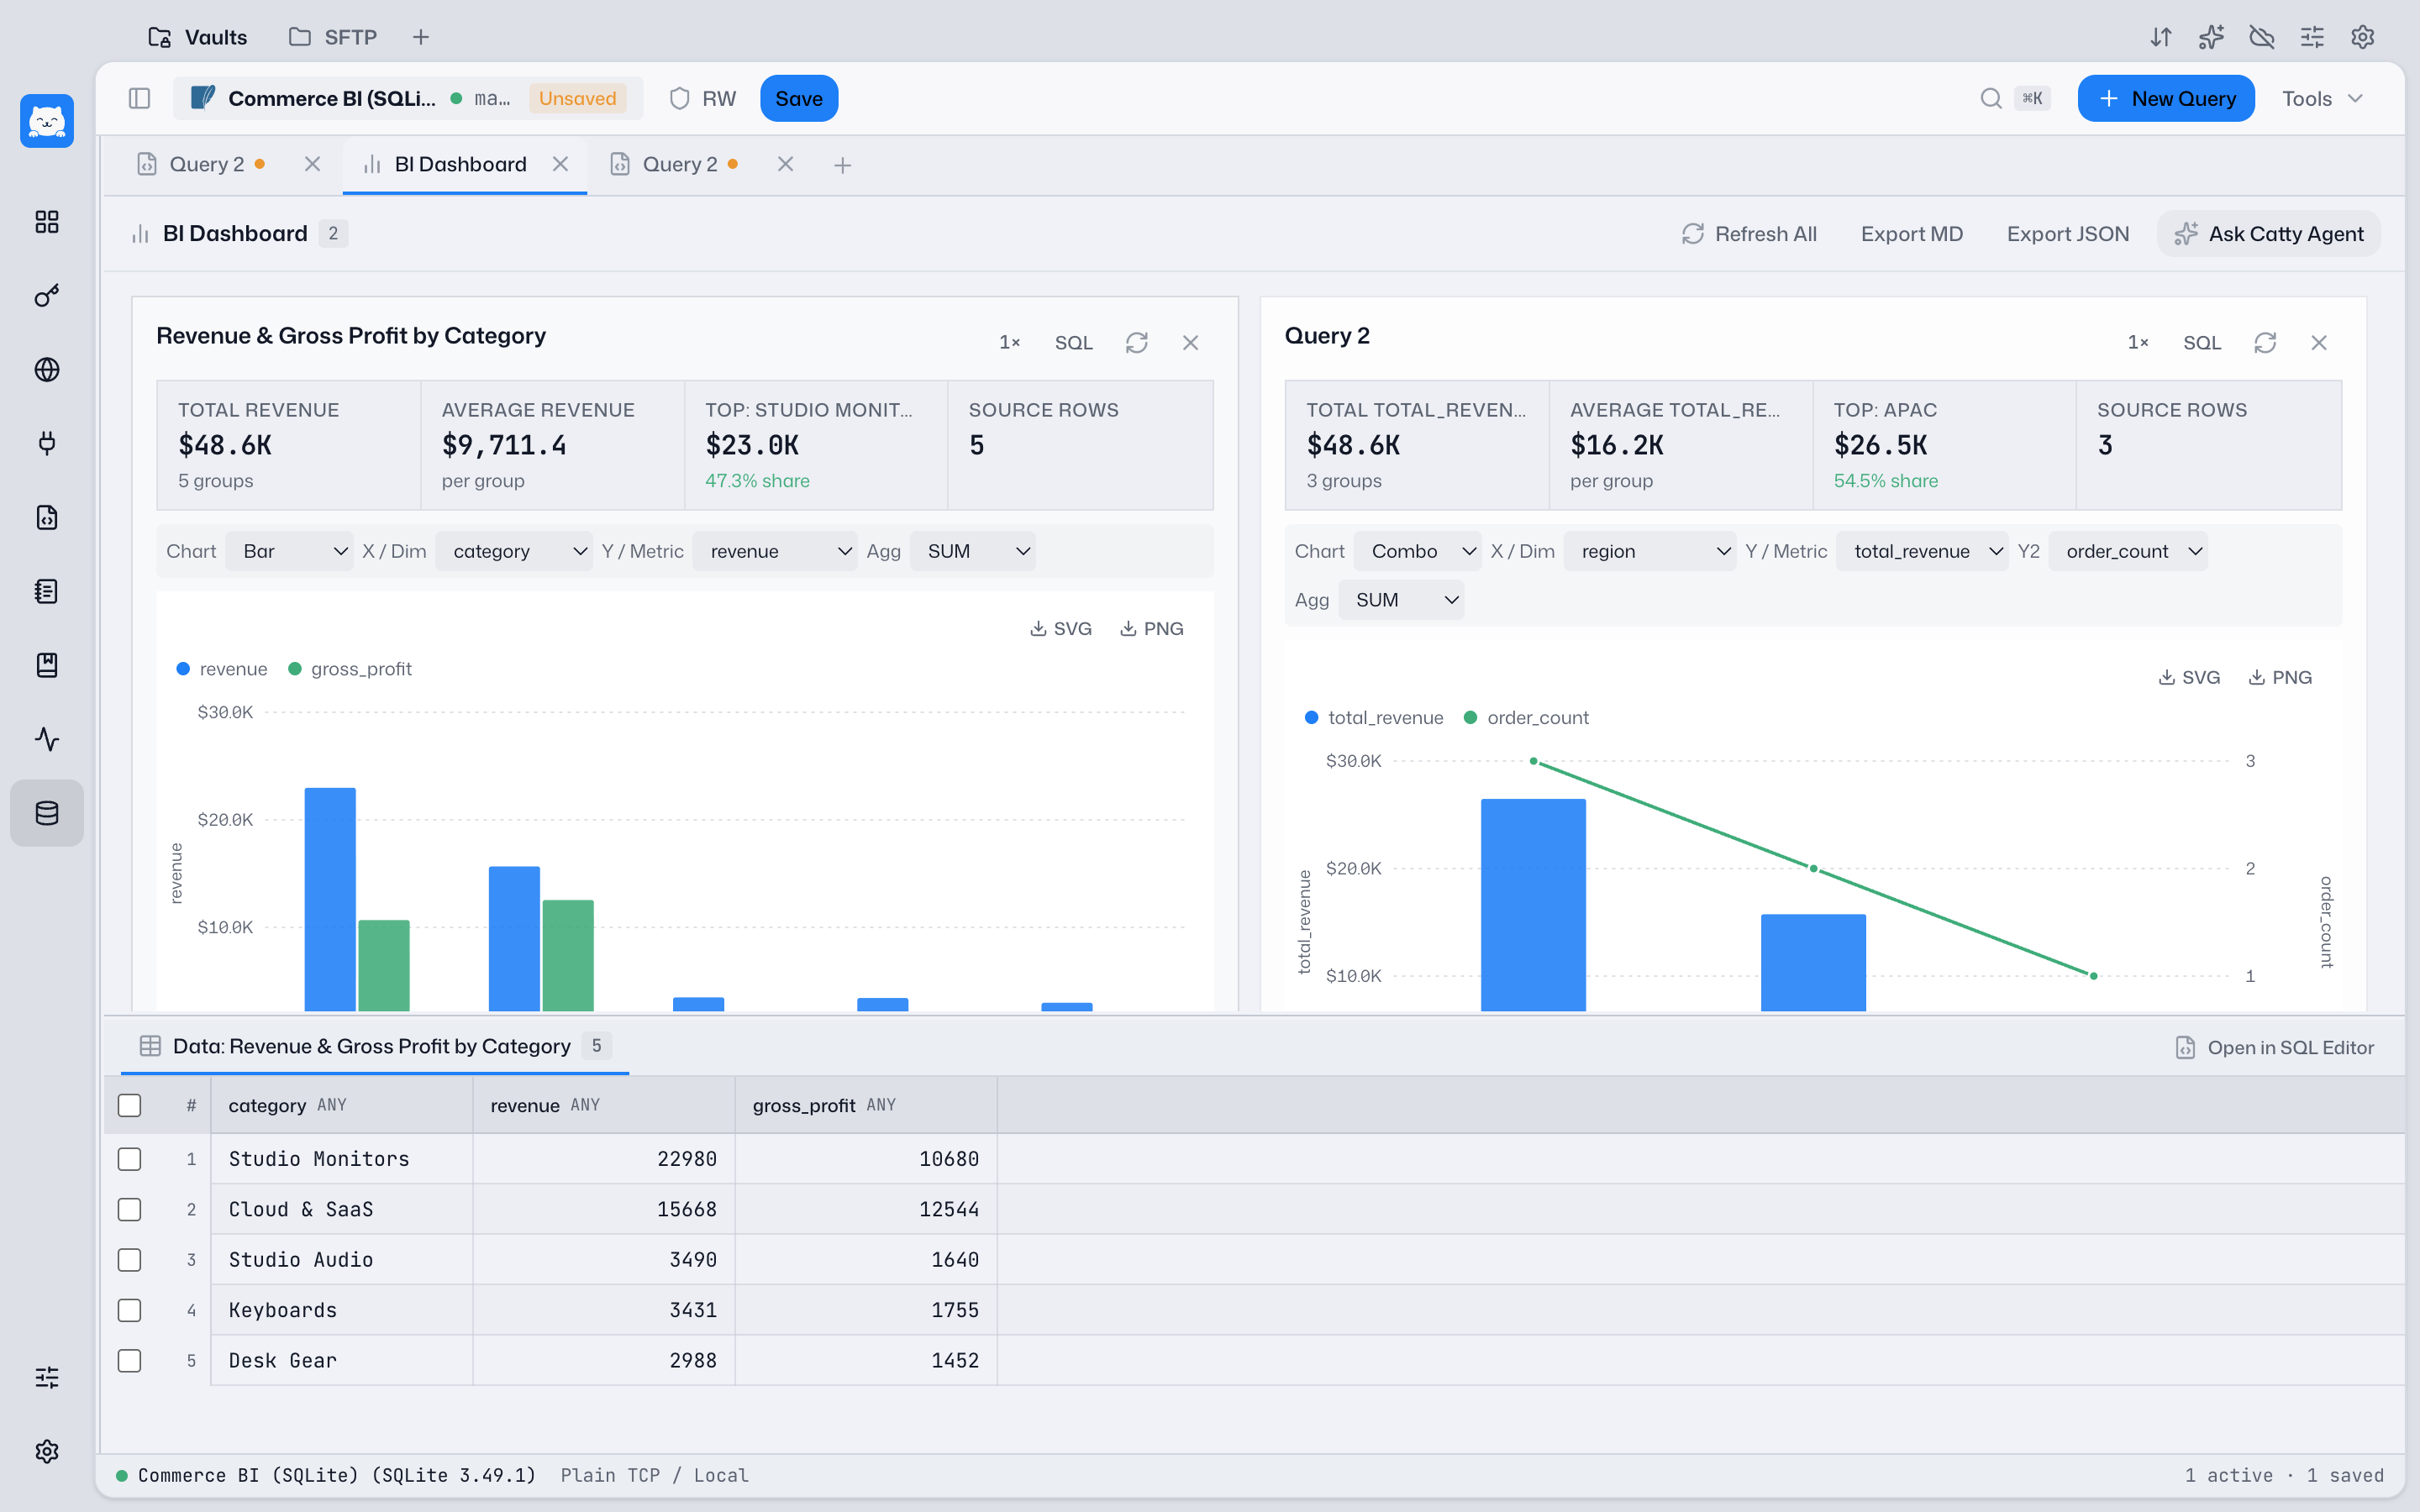 Vaults SFTP
Commerce BI (SQLi... ma... Unsaved RW Save ⌘K New Query Tools
Query 2 BI Dashboard Query 2
BI Dashboard 2 Refresh All Export MD Export JSON Ask Catty Agent
Revenue & Gross Profit by Category 1× SQL
TOTAL REVENUE AVERAGE REVENUE TOP: STUDIO MONIT... SOURCE ROWS
$48.6K $9,711.4 $23.0K 5
5 groups per group 47.3% share
Chart Bar X / Dim category Y / Metric revenue Agg SUM
SVG PNG
revenue gross_profit
$30.0K
$20.0K
$10.0K
revenue
Query 2 1× SQL
TOTAL TOTAL_REVEN... AVERAGE TOTAL_RE... TOP: APAC SOURCE ROWS
$48.6K $16.2K $26.5K 3
3 groups per group 54.5% share
Chart Combo X / Dim region Y / Metric total_revenue Y2 order_count
Agg SUM
SVG PNG
total_revenue order_count
$30.0K 3
$20.0K 2
$10.0K 1
total_revenue
order_count
Data: Revenue & Gross Profit by Category 5 Open in SQL Editor
# category ANY revenue ANY gross_profit ANY
1 Studio Monitors 22980 10680
2 Cloud & SaaS 15668 12544
3 Studio Audio 3490 1640
4 Keyboards 3431 1755
5 Desk Gear 2988 1452
Commerce BI (SQLite) (SQLite 3.49.1) Plain TCP / Local 1 active · 1 saved